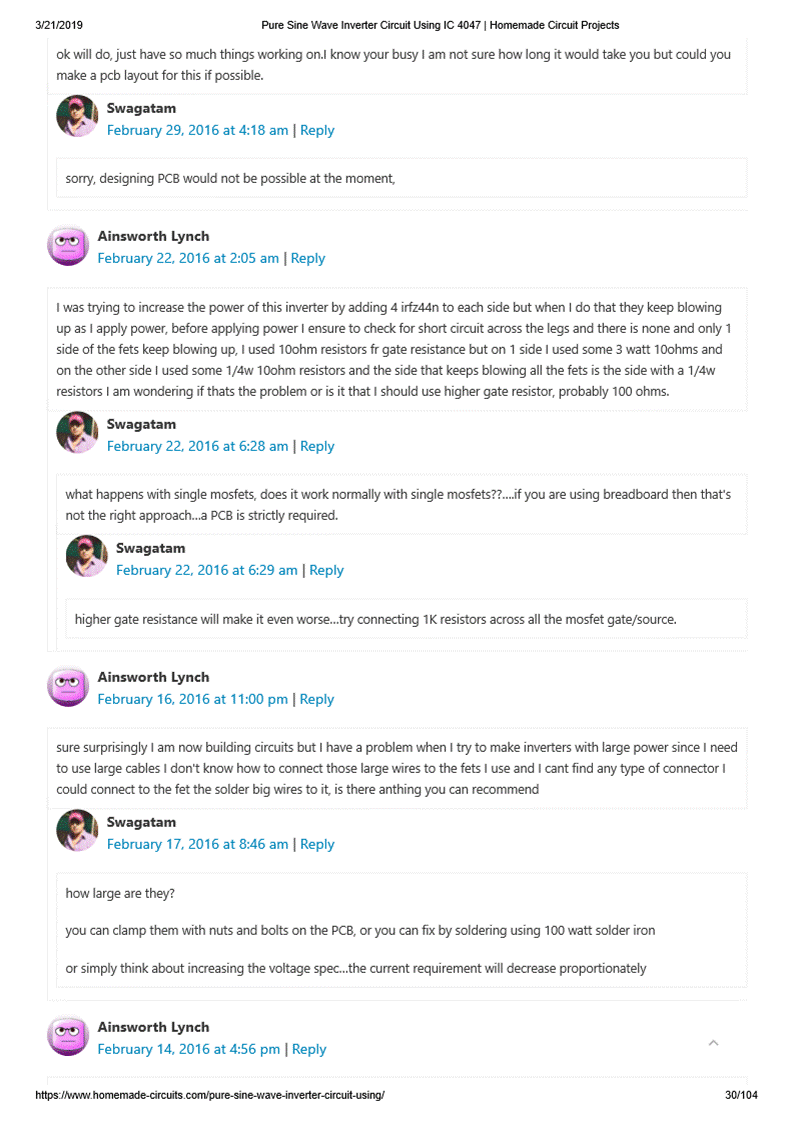 3/21/2019 Pure Sine Wave Inverter Circuit Using IC 4047 | Homemade Circuit Projects
ok will do, just have so much things working on.I know your busy I am not sure how long it would take you but could you
make a pcb layout for this if possible.
Swagatam
February 29, 2016 at 4:18 am | Reply
sorry, designing PCB would not be possible at the moment,
Ainsworth Lynch
February 22, 2016 at 2:05 am | Reply
I was trying to increase the power of this inverter by adding 4 irfz44n to each side but when I do that they keep blowing
up as I apply power, before applying power I ensure to check for short circuit across the legs and there is none and only 1
side of the fets keep blowing up, I used 10ohm resistors fr gate resistance but on 1 side I used some 3 watt 10ohms and
on the other side I used some 1/4w 10ohm resistors and the side that keeps blowing all the fets is the side with a 1/4w
resistors I am wondering if thats the problem or is it that I should use higher gate resistor, probably 100 ohms.
Swagatam
February 22, 2016 at 6:28 am | Reply
what happens with single mosfets, does it work normally with single mosfets??....if you are using breadboard then that's
not the right approach...a PCB is strictly required.
Swagatam
February 22, 2016 at 6:29 am | Reply
higher gate resistance will make it even worse...try connecting 1K resistors across all the mosfet gate/source.
Ainsworth Lynch
February 16, 2016 at 11:00 pm | Reply
sure surprisingly I am now building circuits but I have a problem when I try to make inverters with large power since I need
to use large cables I don't know how to connect those large wires to the fets I use and I cant find any type of connector I
could connect to the fet the solder big wires to it, is there anthing you can recommend
Swagatam
February 17, 2016 at 8:46 am | Reply
how large are they?
you can clamp them with nuts and bolts on the PCB, or you can fix by soldering using 100 watt solder iron
or simply think about increasing the voltage spec...the current requirement will decrease proportionately
Ainsworth Lynch
February 14, 2016 at 4:56 pm | Reply
https://www.homemade-circuits.com/pure-sine-wave-inverter-circuit-using/ 30/104